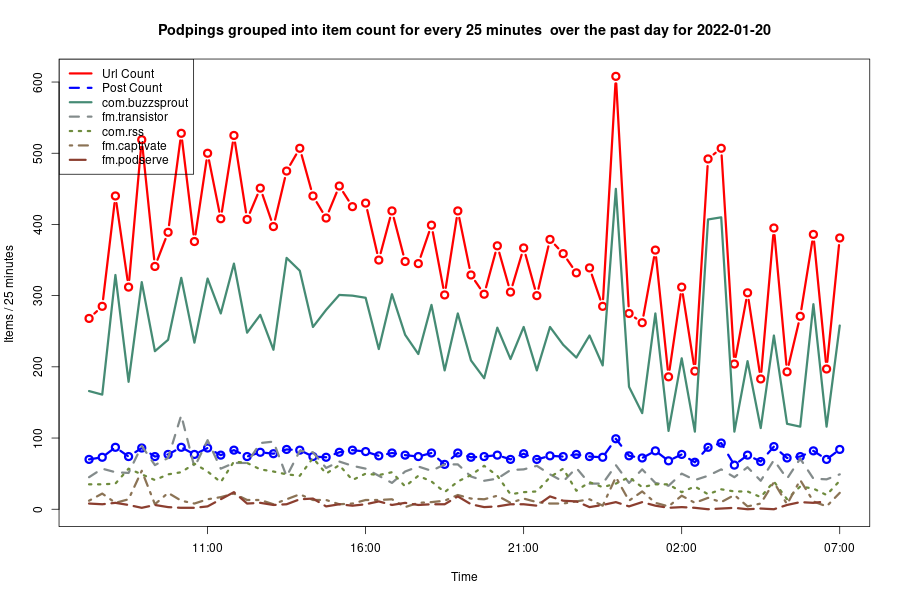 Podpings grouped into item count for every 25 minutes  over the past day for 2022-01-20
Url Count
Post Count
com.buzzsprout
fm.transistor
com.rss
fm.captivate
fm.podserve
600
500
400
300
200
100
0
Items / 25 minutes
11:00
16:00
21:00
02:00
07:00
Time